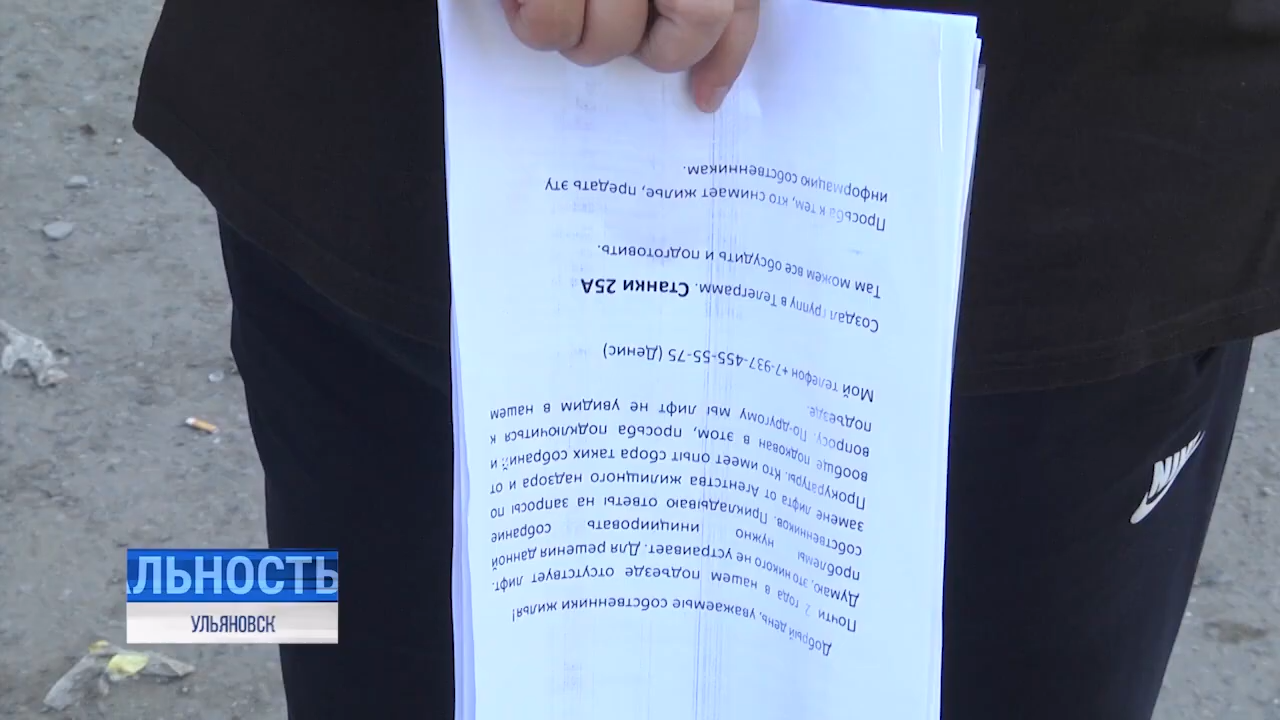 Добрый день, уважаемые собственники жилья!
Почти 2 года в нашем подъезде отсутствует лифт.
Думаю, это никого не устраивает. Для решения данной
проблемы нужно инициировать собрание
собственников. Прикладываю ответы на запросы по
замене лифта от Агентства жилищного надзора и от
Прокуратуры. Кто имеет опыт сбора таких собраний и
вообще подкован в этом, просьба подключиться к
вопросу. По-другому мы лифт не увидим в нашем
подъезде.
Мой телефон +7-937-455-55-75 (Денис)
Создал группу в Телеграмм. Станки 25А
Там можем все обсудить и подготовить.
Просьба к тем, кто снимает жилье, предать эту
информацию собственникам.
NIKE
АЛЬНОСТЬ
УЛЬЯНОВСК